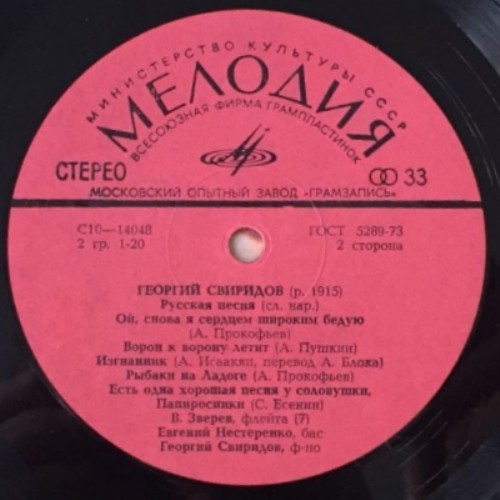 МИНИСТЕРСТВО КУЛЬТУРЫ СССР
МЕЛОДИЯ
ВСЕСОЮЗНАЯ ФИРМА ГРАМПЛАСТИНОК
СТЕРЕО 33
МОСКОВСКИЙ ОПЫТНЫЙ ЗАВОД «ГРАМЗАПИСЬ»
С10—14048 ГОСТ 5289-73
2 гр. 1-20 2 сторона
ГЕОРГИЙ СВИРИДОВ (р. 1915)
Русская песня (сл. нар.)
Ой, снова я сердцем широким бедую
(А. Прокофьев)
Ворон к ворону летит (А. Пушкин)
Изгнанник (А. Исаакян, перевод А. Блока)
Рыбаки на Ладоге (А. Прокофьев)
Есть одна хорошая песня у соловушки,
Папиросники (С. Есенин)
В. Зверев, флейта (7)
Евгений Нестеренко, бас
Георгий Свиридов, ф-но